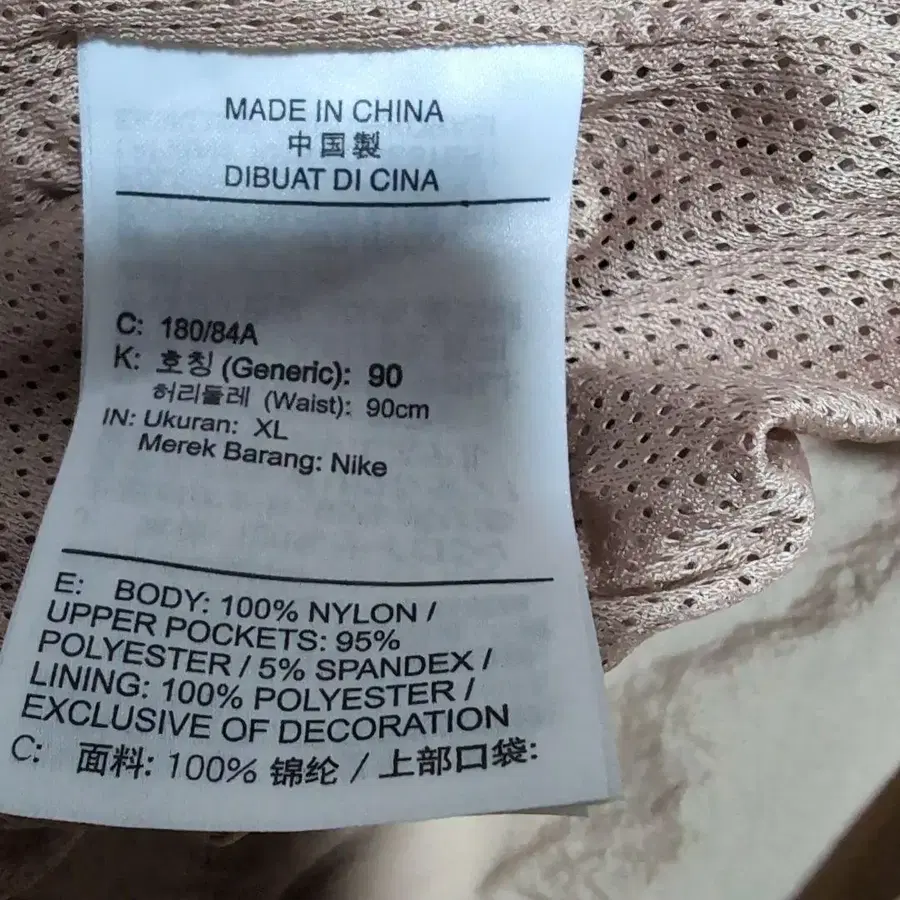 MADE IN CHINA
中国製
DIBUAT DI CINA
C: 180/84A
K: 호칭 (Generic): 90
허리둘레 (Waist): 90cm
IN: Ukuran: XL
Merek Barang: Nike
E: BODY: 100% NYLON /
UPPER POCKETS: 95%
POLYESTER / 5% SPANDEX /
LINING: 100% POLYESTER /
EXCLUSIVE OF DECORATION
C: 面料: 100% 锦纶 / 上部口袋: